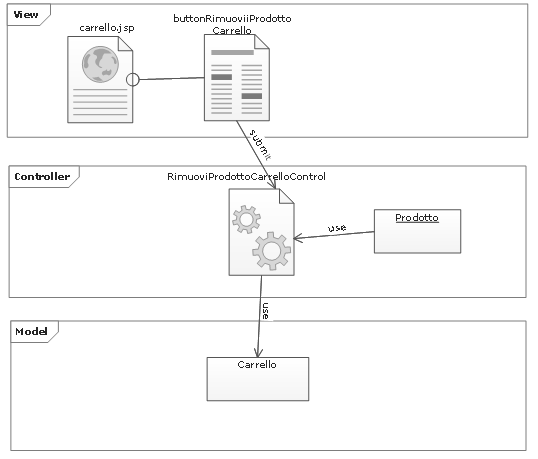 View
carrello.jsp
buttonRimuoviiProdotto
Carrello
submit
Controller
RimuoviProdottoCarrelloControl
Prodotto
use
use
Model
Carrello